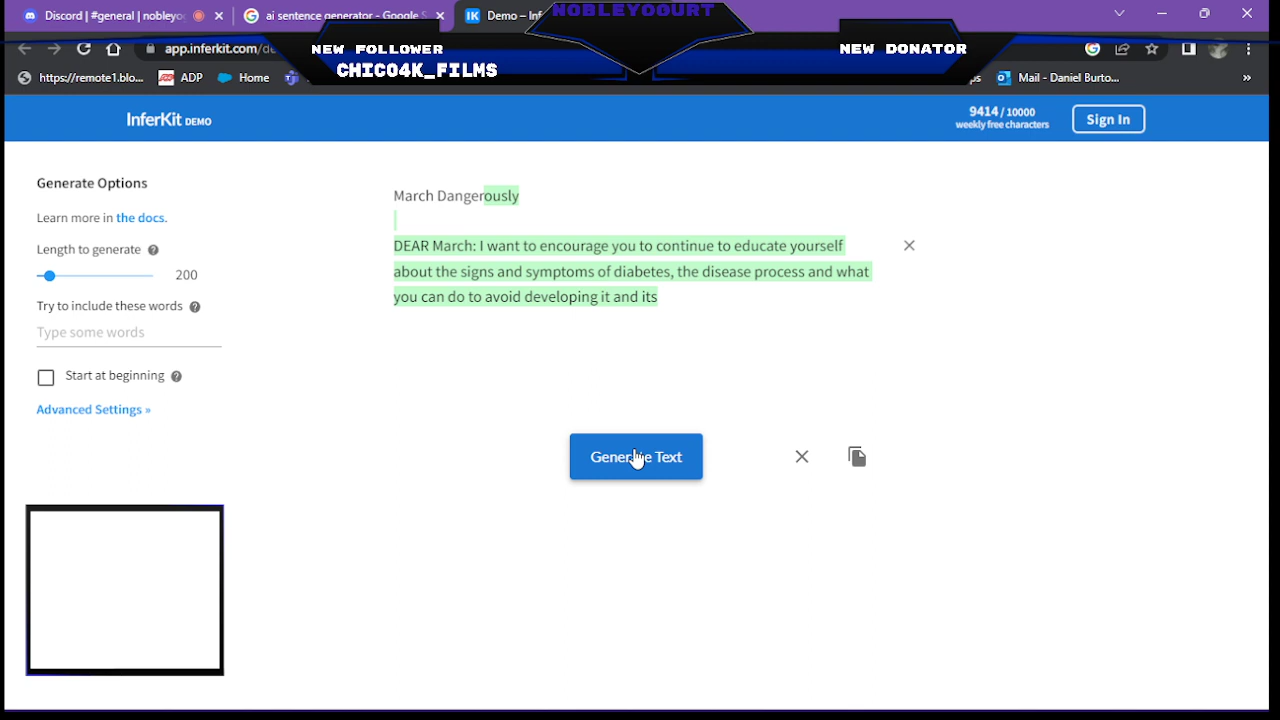 NOBLEYOGURT
Discord | #general | gaud
ai sentence generator - Google S
IK Demo - Inf
NEW FOLLOWER
CHICO4K_FILMS
NEW DONATOR
app.inferkit.com/de
https://remote1.blo...
ADP
Home
ps
Mail - Daniel Burto...
»
InferKit DEMO
9414 / 10000
weekly free characters
Sign In
Generate Options
Learn more in the docs.
Length to generate
200
Try to include these words
Type some words
Start at beginning
Advanced Settings »
March Dangerously
DEAR March: I want to encourage you to continue to educate yourself
about the signs and symptoms of diabetes, the disease process and what
you can do to avoid developing it and its
Generate Text